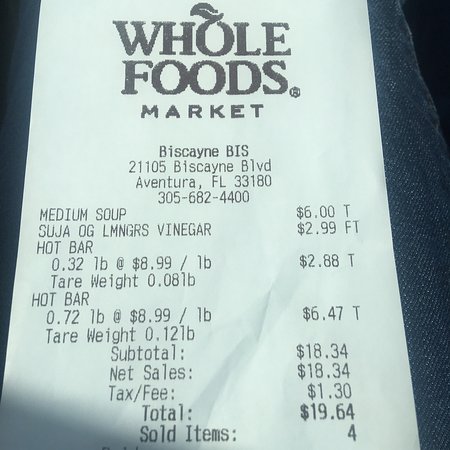 WHOLE
FOODS®
MARKET
Biscayne BIS
21105 Biscayne Blvd
Aventura, FL 33180
305-682-4400
MEDIUM SOUP $6.00 T
SUJA OG LMNGRS VINEGAR $2.99 FT
HOT BAR
0.32 lb @ $8.99 / lb $2.88 T
Tare Weight 0.08lb
HOT BAR
0.72 lb @ $8.99 / lb $6.47 T
Tare Weight 0.12lb
Subtotal: $18.34
Net Sales: $18.34
Tax/Fee: $1.30
Total: $19.64
Sold Items: 4